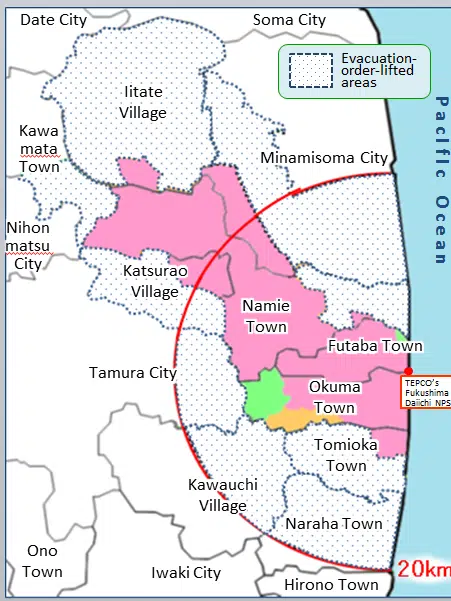 Date City
Soma City
Evacuation-
order-lifted
areas
Iitate
Village
Pacific Ocean
Kawa
mata
Town
Minamisoma City
Nihon
matsu
City
Katsurao
Village
Namie
Town
Futaba Town
Tamura City
TEPCO's
Fukushima
Daiichi NPS
Okuma
Town
Tomioka
Town
Kawauchi
Village
Naraha Town
Ono
Town
Iwaki City
20km
Hirono Town